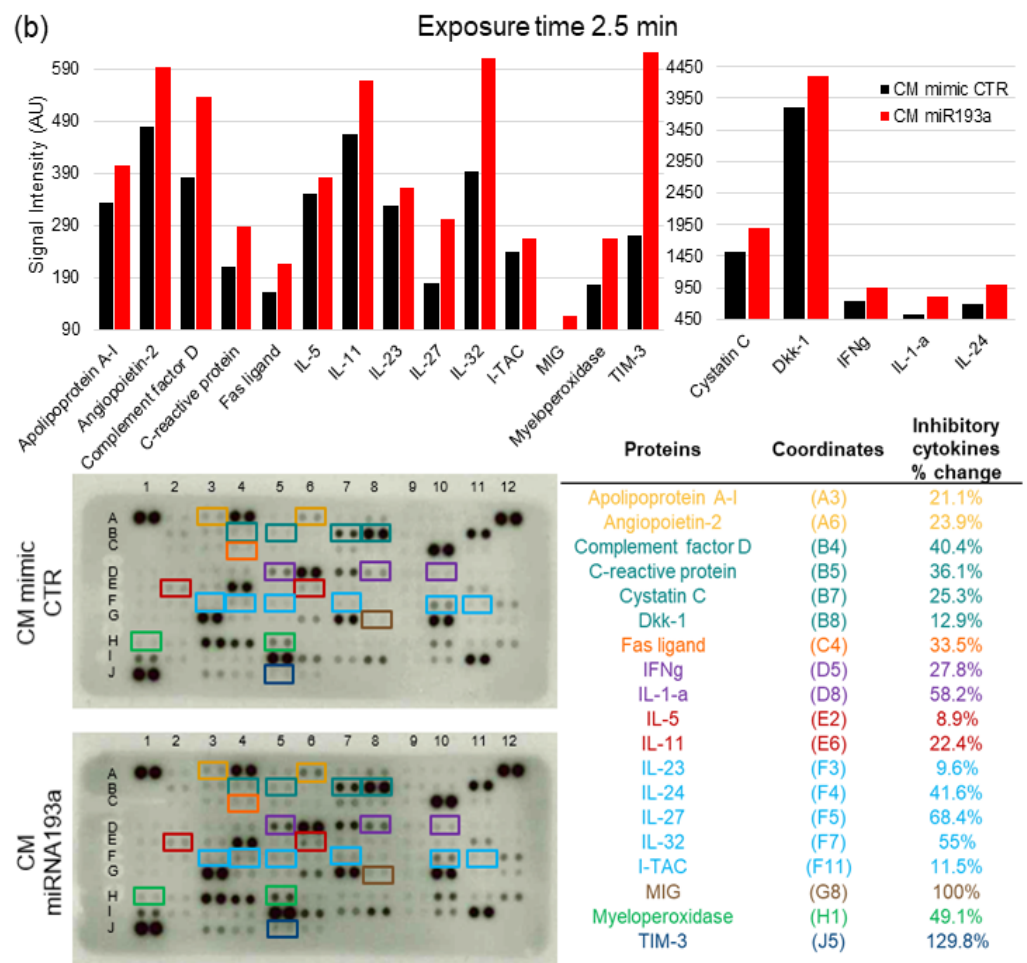 (b)
Exposure time 2.5 min
Signal Intensity (AU)
590
490
390
290
190
90
Apolipoprotein A-I
Angiopoietin-2
Complement factor D
C-reactive protein
Fas ligand
IL-5
IL-11
IL-23
IL-27
IL-32
I-TAC
MIG
Myeloperoxidase
TIM-3
4450
3950
3450
2950
2450
1950
1450
950
450
CM mimic CTR
CM miR193a
Cystatin C
Dkk-1
IFNg
IL-1-a
IL-24
CM mimic
CTR
1 2 3 4 5 6 7 8 9 10 11 12
A
B
C
D
E
F
G
H
I
J
CM
miRNA193a
1 2 3 4 5 6 7 8 9 10 11 12
A
B
C
D
E
F
G
H
I
J
Proteins Coordinates Inhibitory cytokines % change
Apolipoprotein A-I (A3) 21.1%
Angiopoietin-2 (A6) 23.9%
Complement factor D (B4) 40.4%
C-reactive protein (B5) 36.1%
Cystatin C (B7) 25.3%
Dkk-1 (B8) 12.9%
Fas ligand (C4) 33.5%
IFNg (D5) 27.8%
IL-1-a (D8) 58.2%
IL-5 (E2) 8.9%
IL-11 (E6) 22.4%
IL-23 (F3) 9.6%
IL-24 (F4) 41.6%
IL-27 (F5) 68.4%
IL-32 (F7) 55%
I-TAC (F11) 11.5%
MIG (G8) 100%
Myeloperoxidase (H1) 49.1%
TIM-3 (J5) 129.8%